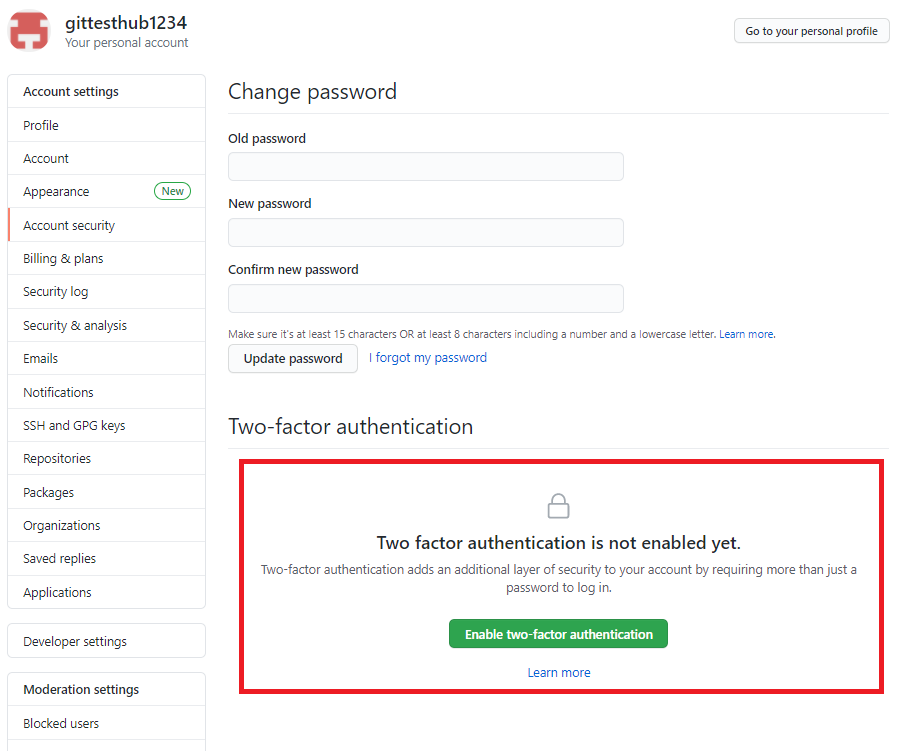 gittesthub1234
Your personal account
Go to your personal profile
Account settings
Profile
Account
Appearance
New
Account security
Billing & plans
Security log
Security & analysis
Emails
Notifications
SSH and GPG keys
Repositories
Packages
Organizations
Saved replies
Applications
Developer settings
Moderation settings
Blocked users
Change password
Old password
New password
Confirm new password
Make sure it's at least 15 characters OR at least 8 characters including a number and a lowercase letter. Learn more.
Update password
I forgot my password
Two-factor authentication
Two factor authentication is not enabled yet.
Two-factor authentication adds an additional layer of security to your account by requiring more than just a
password to log in.
Enable two-factor authentication
Learn more